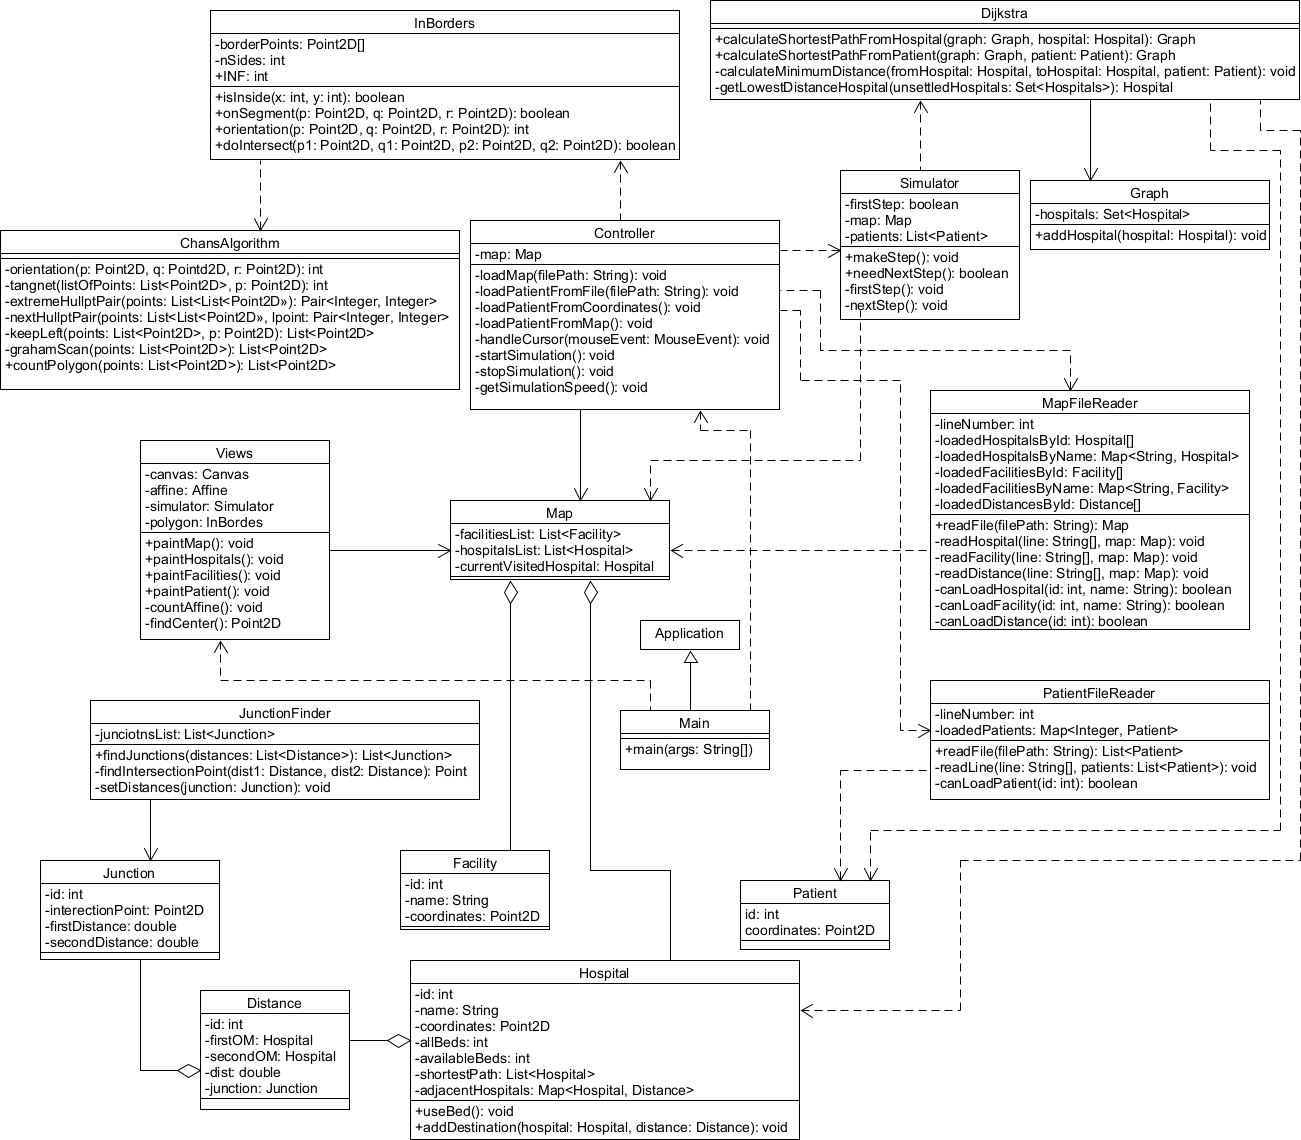 InBorders
-borderPoints: Point2D[]
-nSides: int
+INF: int
+isInside(x: int, y: int): boolean
+onSegment(p: Point2D, q: Point2D, r: Point2D): boolean
+orientation(p: Point2D, q: Point2D, r: Point2D): int
+doIntersect(p1: Point2D, q1: Point2D, p2: Point2D, q2: Point2D): boolean
Dijkstra
+calculateShortestPathFromHospital(graph: Graph, hospital: Hospital): Graph
+calculateShortestPathFromPatient(graph: Graph, patient: Patient): Graph
-calculateMinimumDistance(fromHospital: Hospital, toHospital: Hospital, patient: Patient): void
-getLowestDistanceHospital(unsettledHospitals: Set<Hospitals>): Hospital
Simulator
-firstStep: boolean
-map: Map
-patients: List<Patient>
+makeStep(): void
+needNextStep(): boolean
-firstStep(): void
-nextStep(): void
Graph
-hospitals: Set<Hospital>
+addHospital(hospital: Hospital): void
ChansAlgorithm
-orientation(p: Point2D, q: Pointd2D, r: Point2D): int
-tangnet(listOfPoints: List<Point2D>, p: Point2D): int
-extremeHullptPair(points: List<List<Point2D»): Pair<Integer, Integer>
-nextHullptPair(points: List<List<Point2D», lpoint: Pair<Integer, Integer>
-keepLeft(points: List<Point2D>, p: Point2D): List<Point2D>
-grahamScan(points: List<Point2D>): List<Point2D>
+countPolygon(points: List<Point2D>): List<Point2D>
Controller
-map: Map
-loadMap(filePath: String): void
-loadPatientFromFile(filePath: String): void
-loadPatientFromCoordinates(): void
-loadPatientFromMap(): void
-handleCursor(mouseEvent: MouseEvent): void
-startSimulation(): void
-stopSimulation(): void
-getSimulationSpeed(): void
MapFileReader
-lineNumber: int
-loadedHospitalsById: Hospital[]
-loadedHospitalsByName: Map<String, Hospital>
-loadedFacilitiesById: Facility[]
-loadedFacilitiesByName: Map<String, Facility>
-loadedDistancesById: Distance[]
+readFile(filePath: String): Map
-readHospital(line: String[], map: Map): void
-readFacility(line: String[], map: Map): void
-readDistance(line: String[], map: Map): void
-canLoadHospital(id: int, name: String): boolean
-canLoadFacility(id: int, name: String): boolean
-canLoadDistance(id: int): boolean
Views
-canvas: Canvas
-affine: Affine
-simulator: Simulator
-polygon: InBordes
+paintMap(): void
+paintHospitals(): void
+paintFacilities(): void
+paintPatient(): void
-countAffine(): void
-findCenter(): Point2D
Map
-facilitiesList: List<Facility>
-hospitalsList: List<Hospital>
-currentVisitedHospital: Hospital
Application
Main
+main(args: String[])
PatientFileReader
-lineNumber: int
-loadedPatients: Map<Integer, Patient>
+readFile(filePath: String): List<Patient>
-readLine(line: String[], patients: List<Patient>): void
-canLoadPatient(id: int): boolean
JunctionFinder
-junciotnsList: List<Junction>
+findJunctions(distances: List<Distance>): List<Junction>
-findIntersectionPoint(dist1: Distance, dist2: Distance): Point
-setDistances(junction: Junction): void
Junction
-id: int
-interectionPoint: Point2D
-firstDistance: double
-secondDistance: double
Facility
-id: int
-name: String
-coordinates: Point2D
Patient
id: int
coordinates: Point2D
Distance
-id: int
-firstOM: Hospital
-secondOM: Hospital
-dist: double
-junction: Junction
Hospital
-id: int
-name: String
-coordinates: Point2D
-allBeds: int
-availableBeds: int
-shortestPath: List<Hospital>
-adjacentHospitals: Map<Hospital, Distance>
+useBed(): void
+addDestination(hospital: Hospital, distance: Distance): void